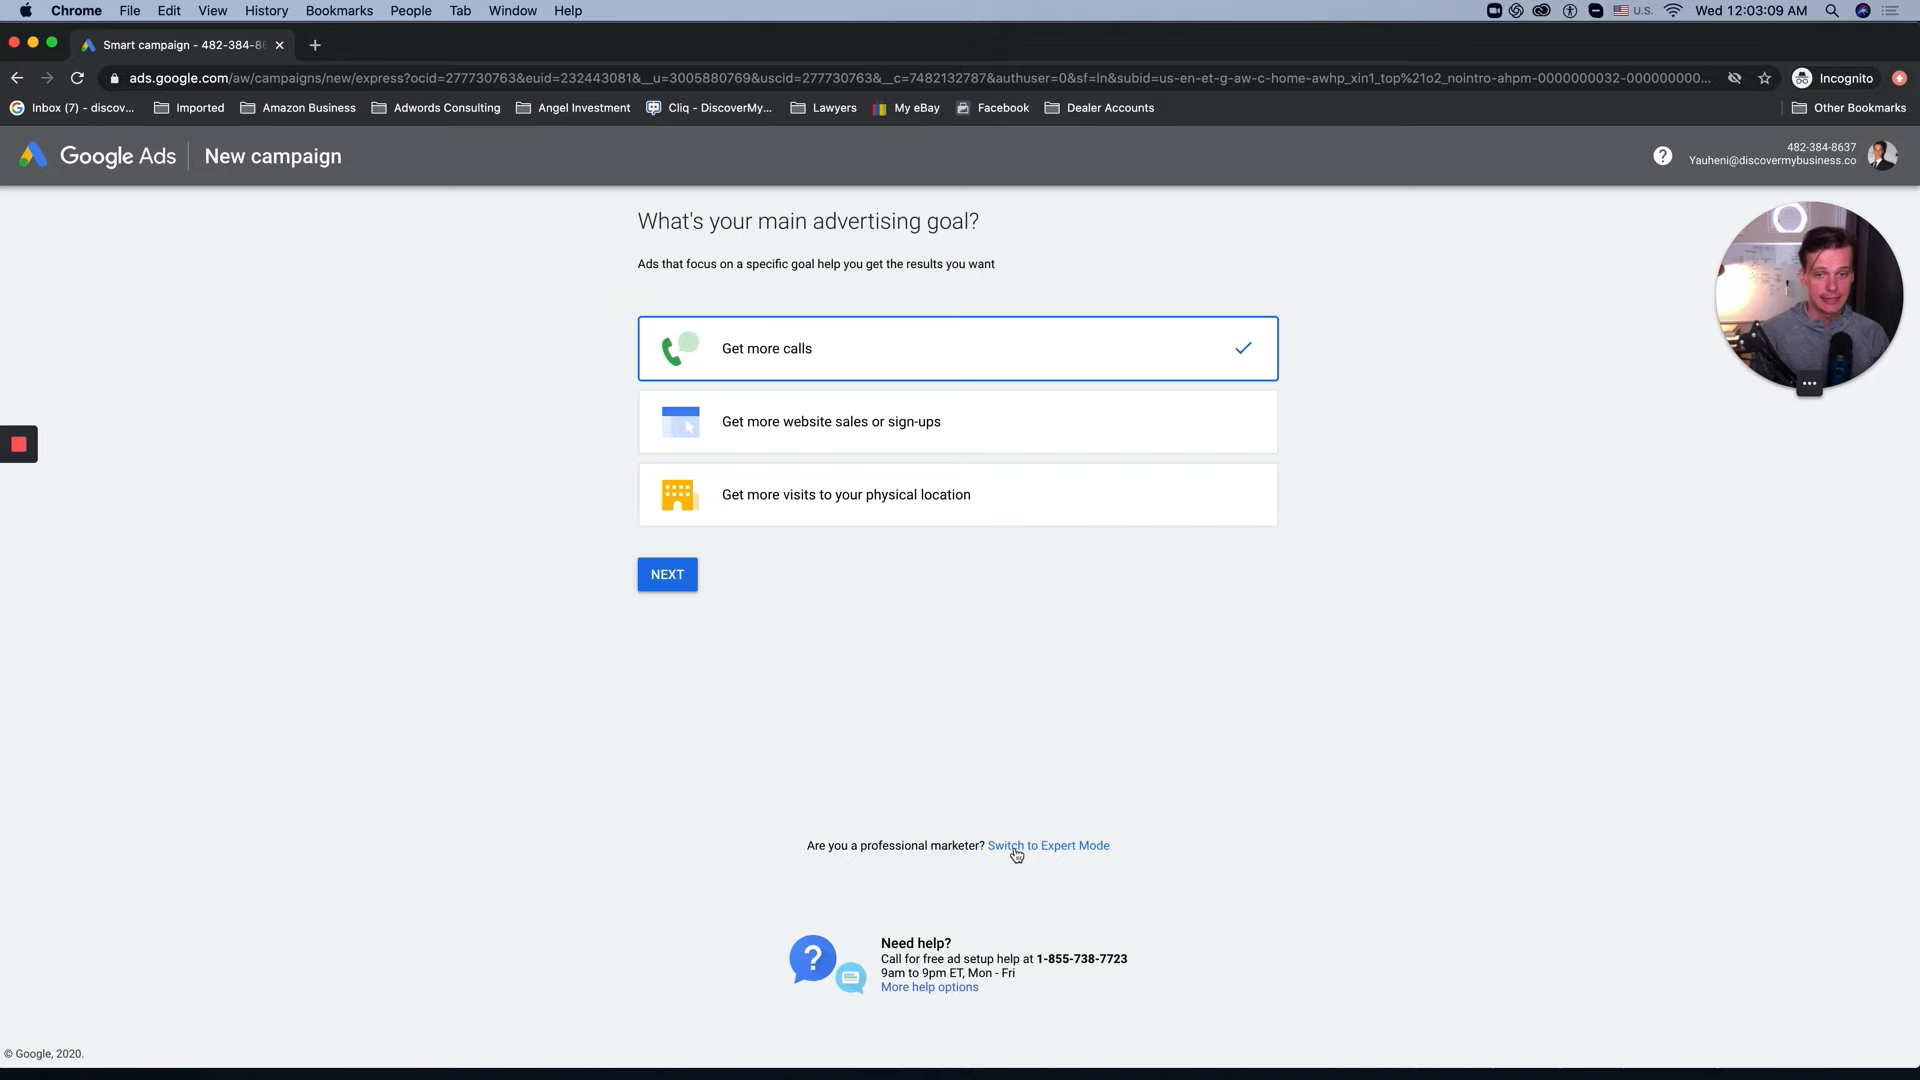 Chrome File Edit View History Bookmarks People Tab Window Help U.S. Wed 12:03:09 AM
Smart campaign - 482-384-8
ads.google.com/aw/campaigns/new/express?ocid=277730763&euid=232443081&__u=3005880769&uscid=277730763&__c=7482132787&authuser=0&sf=ln&subid=us-en-et-g-aw-c-home-awhp_xin1_top%21o2_nointro-ahpm-0000000032-000000000... Incognito
Inbox (7) - discov... Imported Amazon Business Adwords Consulting Angel Investment Cliq - DiscoverMy... Lawyers My eBay Facebook Dealer Accounts Other Bookmarks
Google Ads New campaign
482-384-8637
Yauheni@discovermybusiness.co
What's your main advertising goal?
Ads that focus on a specific goal help you get the results you want
Get more calls
Get more website sales or sign-ups
Get more visits to your physical location
NEXT
Are you a professional marketer? Switch to Expert Mode
Need help?
Call for free ad setup help at 1-855-738-7723
9am to 9pm ET, Mon - Fri
More help options
© Google, 2020.